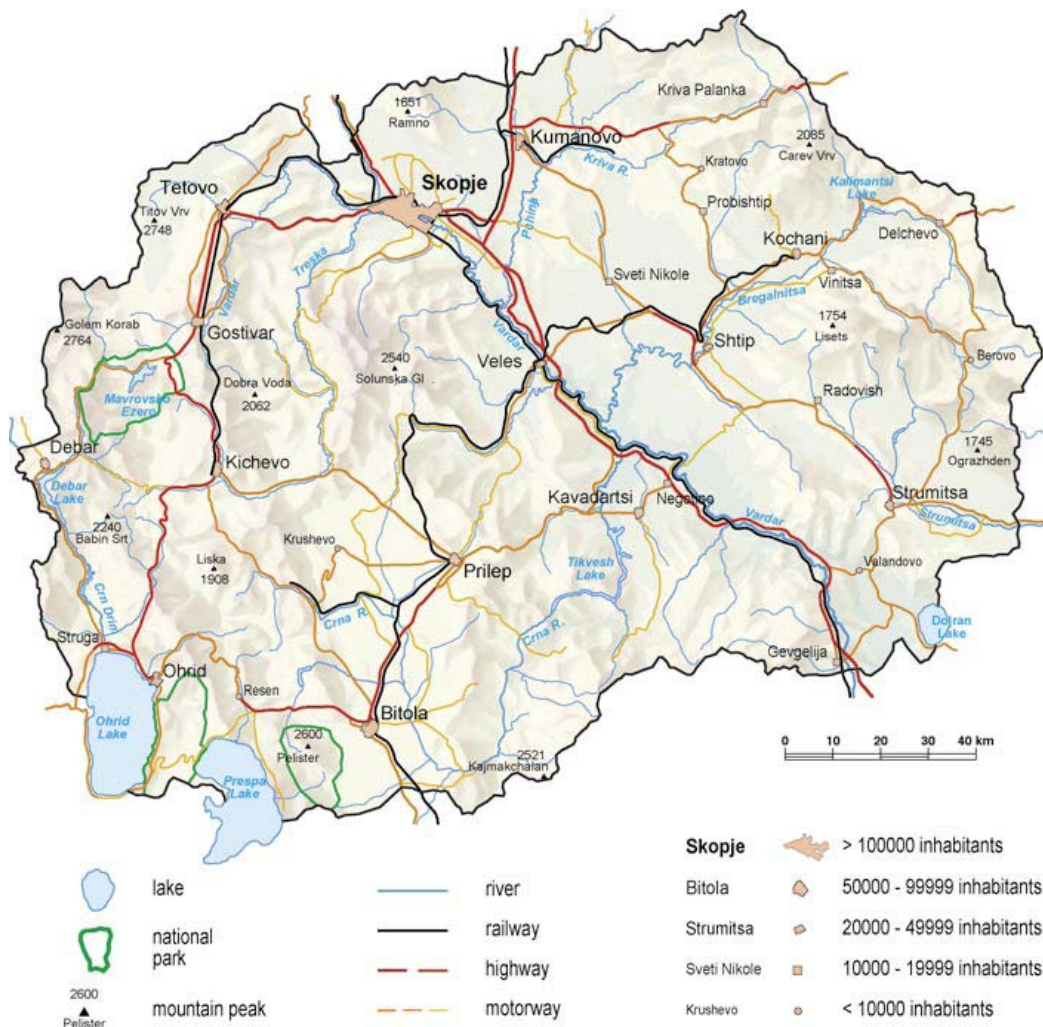 1651
Ramno
Kriva Palanka
Kumanovo
2085
Carev Vrv
Kriva R.
Kratovo
Tetovo
Skopje
Kalimantsi
Lake
Titov Vrv
2748
Probishtip
Pchinja
Delchevo
Kochani
Treska
Sveti Nikole
Vinitsa
Bregalnitsa
Vardar
Golem Korab
2764
Gostivar
1754
Lisets
Vardar
Shtip
Berovo
2540
Solunska Gl
Veles
Dobra Voda
2062
Mavrovsko
Ezero
Radovish
Debar
1745
Ograzhden
Kichevo
Debar
Lake
Kavadartsi
Negotino
Strumitsa
Vardar
Strumitsa
2240
Babin Srt
Krushevo
Liska
1908
Prilep
Tikvesh
Lake
Valandovo
Crn Drim
Crna R.
Crna R.
Dojran
Lake
Struga
Gevgelija
Ohrid
Resen
Bitola
Ohrid
Lake
2600
Pelister
2521
Kajmakchalan
0 10 20 30 40 km
Prespa
Lake
Skopje > 100000 inhabitants
lake river Bitola 50000 - 99999 inhabitants
national
park
railway Strumitsa 20000 - 49999 inhabitants
highway Sveti Nikole 10000 - 19999 inhabitants
2600
Pelister
mountain peak motorway Krushevo < 10000 inhabitants